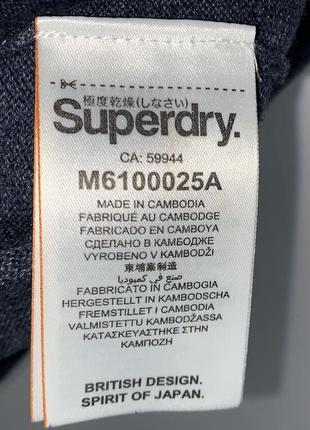 極度乾燥(しなさい)
Superdry.
CA: 59944
M6100025A
MADE IN CAMBODIA
FABRIQUÉ AU CAMBODGE
FABRICADO EN CAMBOYA
СДЕЛАНО В КАМБОДЖЕ
VYROBENO V KAMBODŽI
柬埔寨制造
صنع في كمبوديا
FABBRICATO IN CAMBOGIA
HERGESTELLT IN KAMBODSCHA
FREMSTILLET I CAMBODJA
VALMISTETTU KAMBODŽASSA
ΚΑΤΑΣΚΕΥΑΣΤΗΚΕ ΣΤΗΝ
ΚΑΜΠΟΖΗ
BRITISH DESIGN.
SPIRIT OF JAPAN.